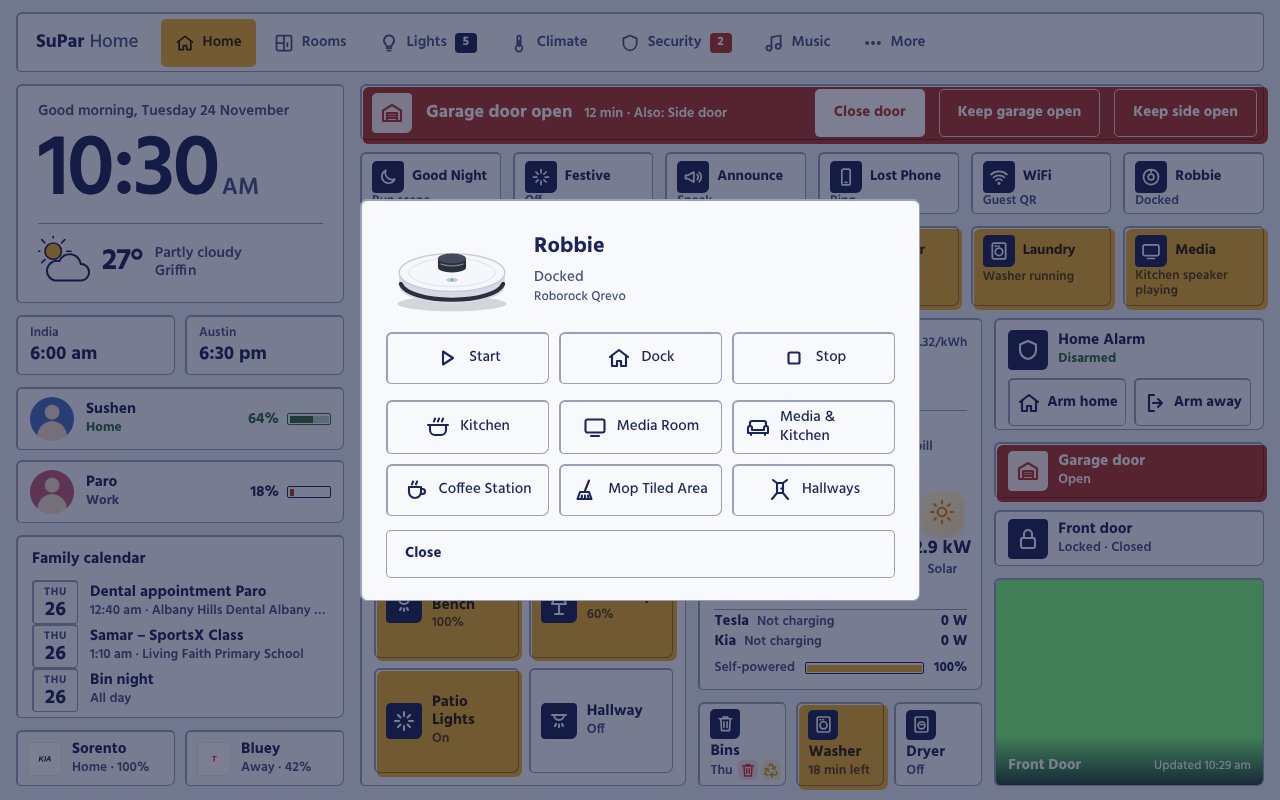 SuPar Home
Home
Rooms
Lights 5
Climate
Security 2
Music
More
Good morning, Tuesday 24 November
10:30 AM
27° Partly cloudy
Griffin
India
6:00 am
Austin
6:30 pm
Sushen
Home
64%
Paro
Work
18%
Family calendar
THU
26
Dental appointment Paro
12:40 am · Albany Hills Dental Albany ...
THU
26
Samar – SportsX Class
1:10 am · Living Faith Primary School
THU
26
Bin night
All day
KIA
Sorento
Home · 100%
T
Bluey
Away · 42%
Garage door open 12 min · Also: Side door
Close door
Keep garage open
Keep side open
Good Night
Festive
Off
Announce
Speak
Lost Phone
Ring
WiFi
Guest QR
Robbie
Docked
Laundry
Washer running
Media
Kitchen speaker
playing
Robbie
Docked
Roborock Qrevo
Start
Dock
Stop
Kitchen
Media Room
Media &
Kitchen
Coffee Station
Mop Tiled Area
Hallways
Close
.32/kWh
2.9 kW
Solar
Bench
100%
60%
Patio
Lights
On
Hallway
Off
Tesla Not charging 0 W
Kia Not charging 0 W
Self-powered 100%
Bins
Thu
Washer
18 min left
Dryer
Off
Home Alarm
Disarmed
Arm home
Arm away
Garage door
Open
Front door
Locked · Closed
Front Door
Updated 10:29 am